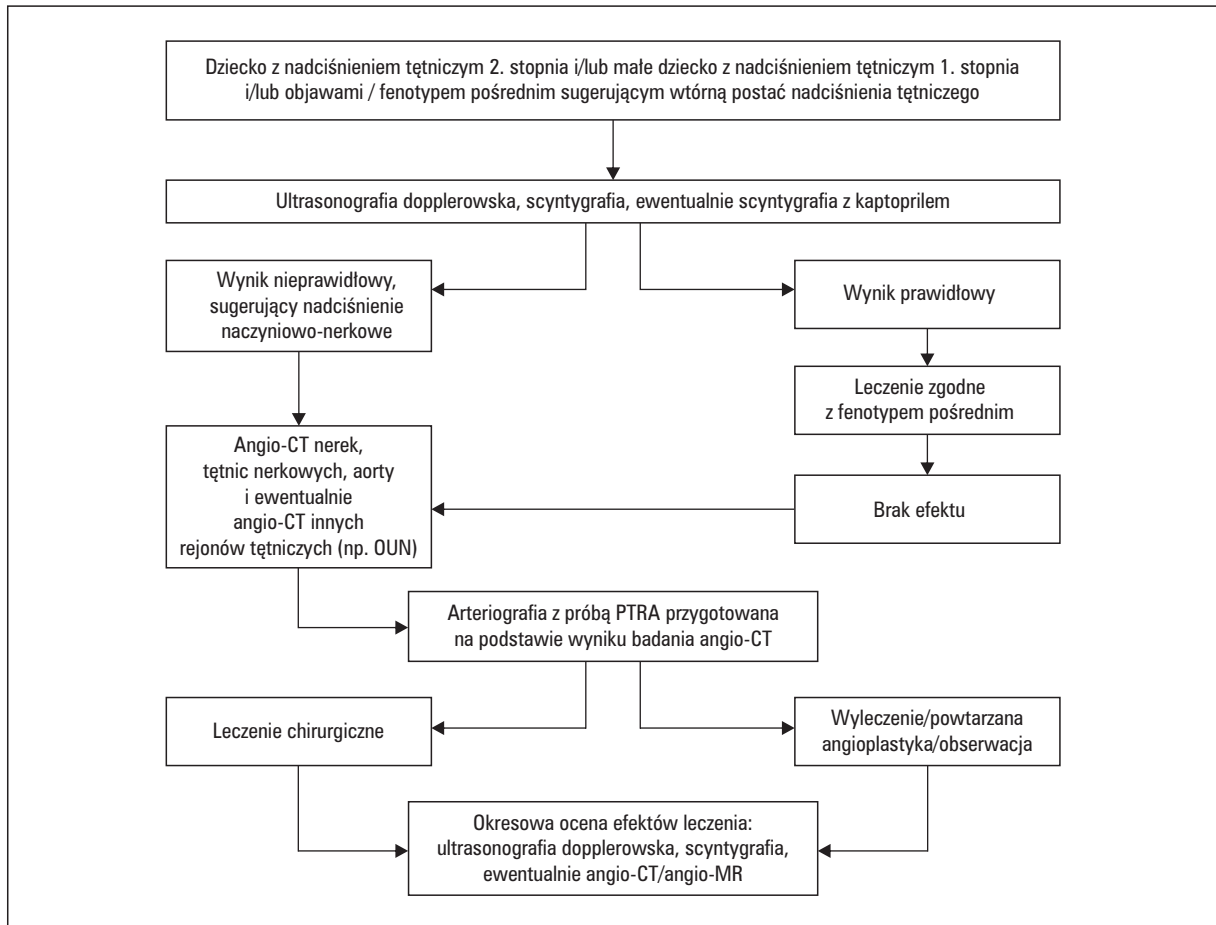 Dziecko z nadciśnieniem tętniczym 2. stopnia i/lub małe dziecko z nadciśnieniem tętniczym 1. stopnia
i/lub objawami / fenotypem pośrednim sugerującym wtórną postać nadciśnienia tętniczego
Ultrasonografia dopplerowska, scyntygrafia, ewentualnie scyntygrafia z kaptoprilem
Wynik nieprawidłowy,
sugerujący nadciśnienie
naczyniowo-nerkowe
Wynik prawidłowy
Leczenie zgodne
z fenotypem pośrednim
Angio-CT nerek,
tętnic nerkowych, aorty
i ewentualnie
angio-CT innych
rejonów tętniczych (np. OUN)
Brak efektu
Arteriografia z próbą PTRA przygotowana
na podstawie wyniku badania angio-CT
Leczenie chirurgiczne
Wyleczenie/powtarzana
angioplastyka/obserwacja
Okresowa ocena efektów leczenia:
ultrasonografia dopplerowska, scyntygrafia,
ewentualnie angio-CT/angio-MR